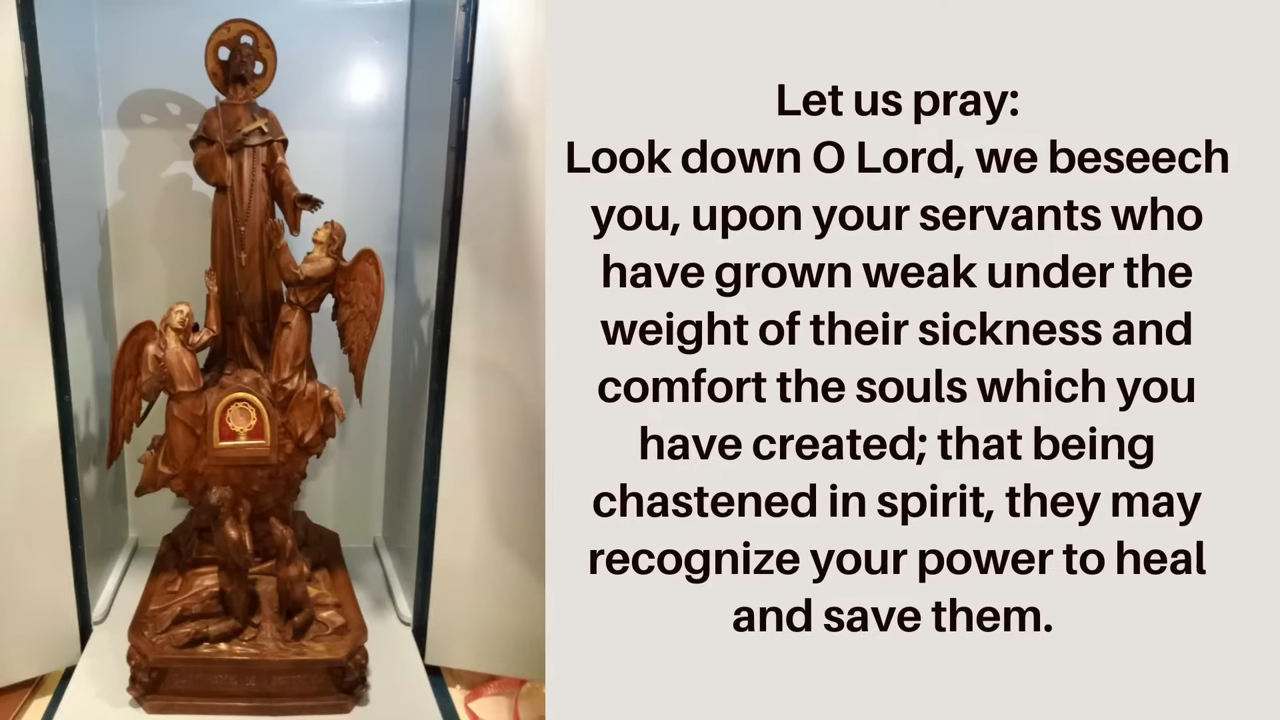 Let us pray:
Look down O Lord, we beseech
you, upon your servants who
have grown weak under the
weight of their sickness and
comfort the souls which you
have created; that being
chastened in spirit, they may
recognize your power to heal
and save them.